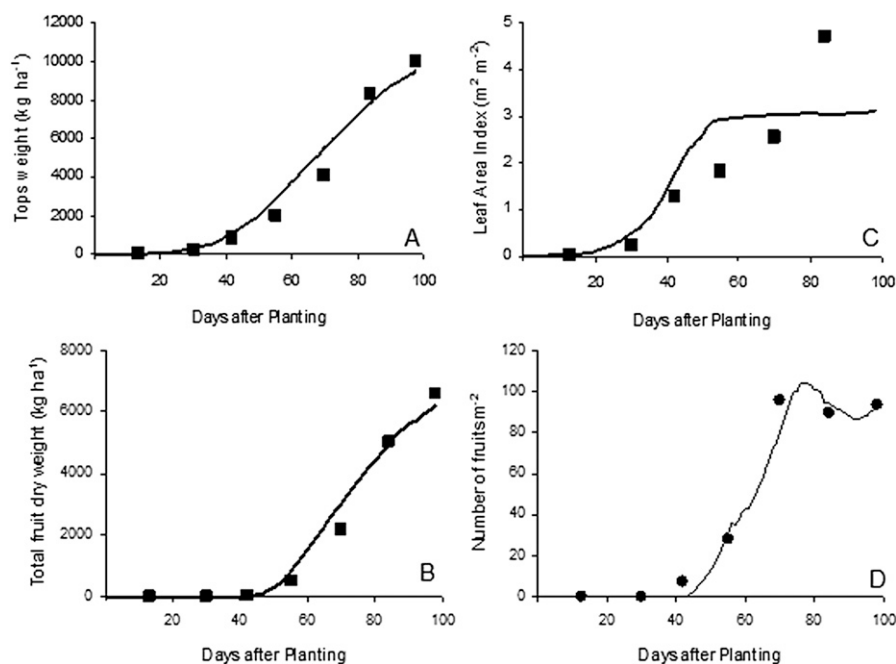 Tops weight (kg ha-1)
12000
10000
8000
6000
4000
2000
0
20 40 60 80 100
Days after Planting
A
Leaf Area Index (m2 m-2)
5
4
3
2
1
0
20 40 60 80 100
Days after Planting
C
Total fruit dry weight (kg ha-1)
8000
6000
4000
2000
0
0 20 40 60 80 100
Days after Planting
B
Number of fruitsm-2
120
100
80
60
40
20
0
0 20 40 60 80 100
Days after Planting
D